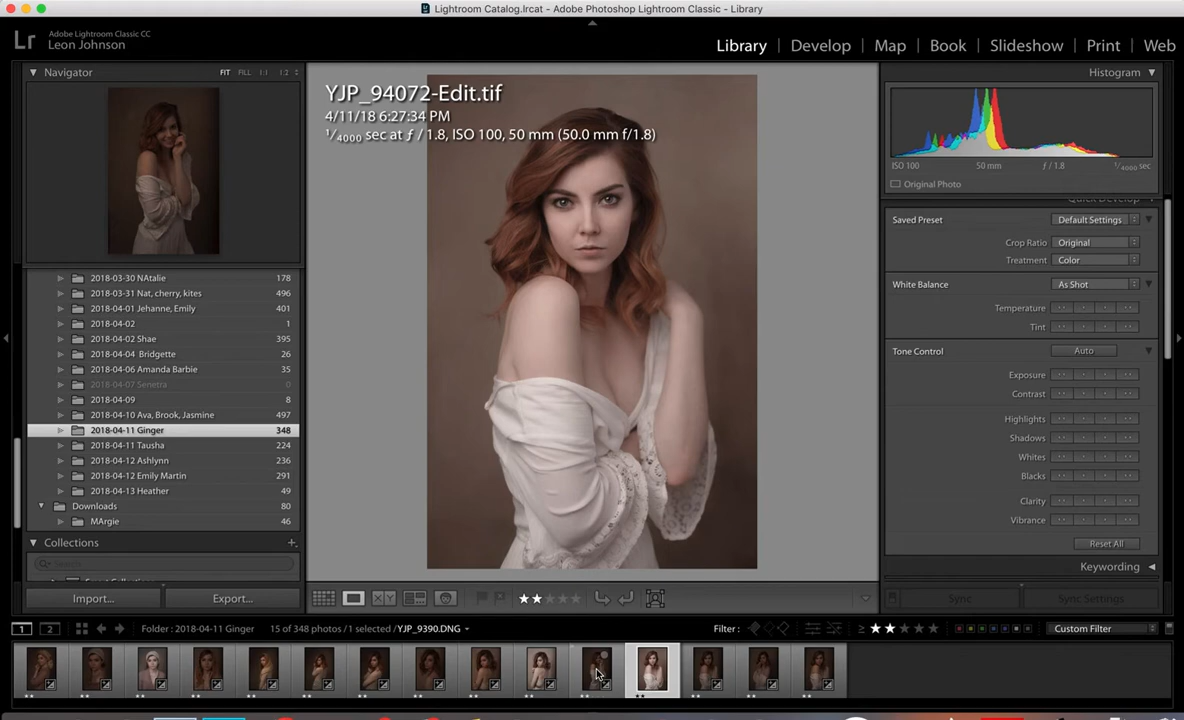 Lightroom Catalog.lrcat - Adobe Photoshop Lightroom Classic - Library
Lr
Adobe Lightroom Classic CC
Leon Johnson
Library | Develop | Map | Book | Slideshow | Print | Web
Navigator
FIT FILL 1:1 1:2
YJP_94072-Edit.tif
4/11/18 6:27:34 PM
1/4000 sec at ƒ / 1.8, ISO 100, 50 mm (50.0 mm f/1.8)
Histogram
ISO 100 50 mm ƒ / 1.8 1/4000 sec
Original Photo
Quick Develop
Saved Preset Default Settings
Crop Ratio Original
Treatment Color
White Balance As Shot
Temperature
Tint
Tone Control Auto
Exposure
Contrast
Highlights
Shadows
Whites
Blacks
Clarity
Vibrance
Reset All
Keywording
Sync Sync Settings
2018-03-30 NAtalie 178
2018-03-31 Nat, cherry, kites 496
2018-04-01 Jehanne, Emily 401
2018-04-02 1
2018-04-02 Shae 395
2018-04-04 Bridgette 26
2018-04-06 Amanda Barbie 35
2018-04-07 Senetra 0
2018-04-09 8
2018-04-10 Ava, Brook, Jasmine 497
2018-04-11 Ginger 348
2018-04-11 Tausha 224
2018-04-12 Ashlynn 236
2018-04-12 Emily Martin 291
2018-04-13 Heather 49
Downloads 80
MArgie 46
Collections
Search
Smart Collections
Import... Export...
1 2 Folder : 2018-04-11 Ginger 15 of 348 photos / 1 selected / YJP_9390.DNG Filter : ≥ Custom Filter